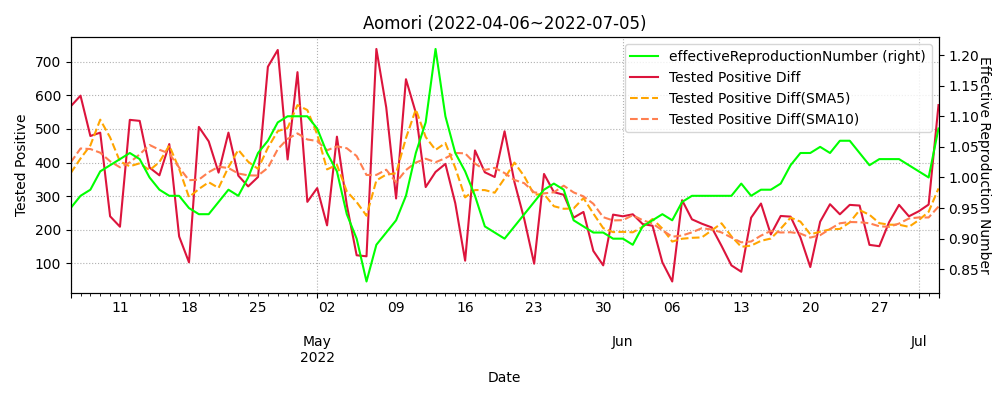 Aomori (2022-04-06~2022-07-05)
effectiveReproductionNumber (right)
Tested Positive Diff
Tested Positive Diff(SMA5)
Tested Positive Diff(SMA10)
Tested Positive
700
600
500
400
300
200
100
1.20
1.15
1.10
1.05
1.00
0.95
0.90
0.85
Effective Reproduction Number
11 18 25 02 09 16 23 30 06 13 20 27
May Jun Jul
2022
Date